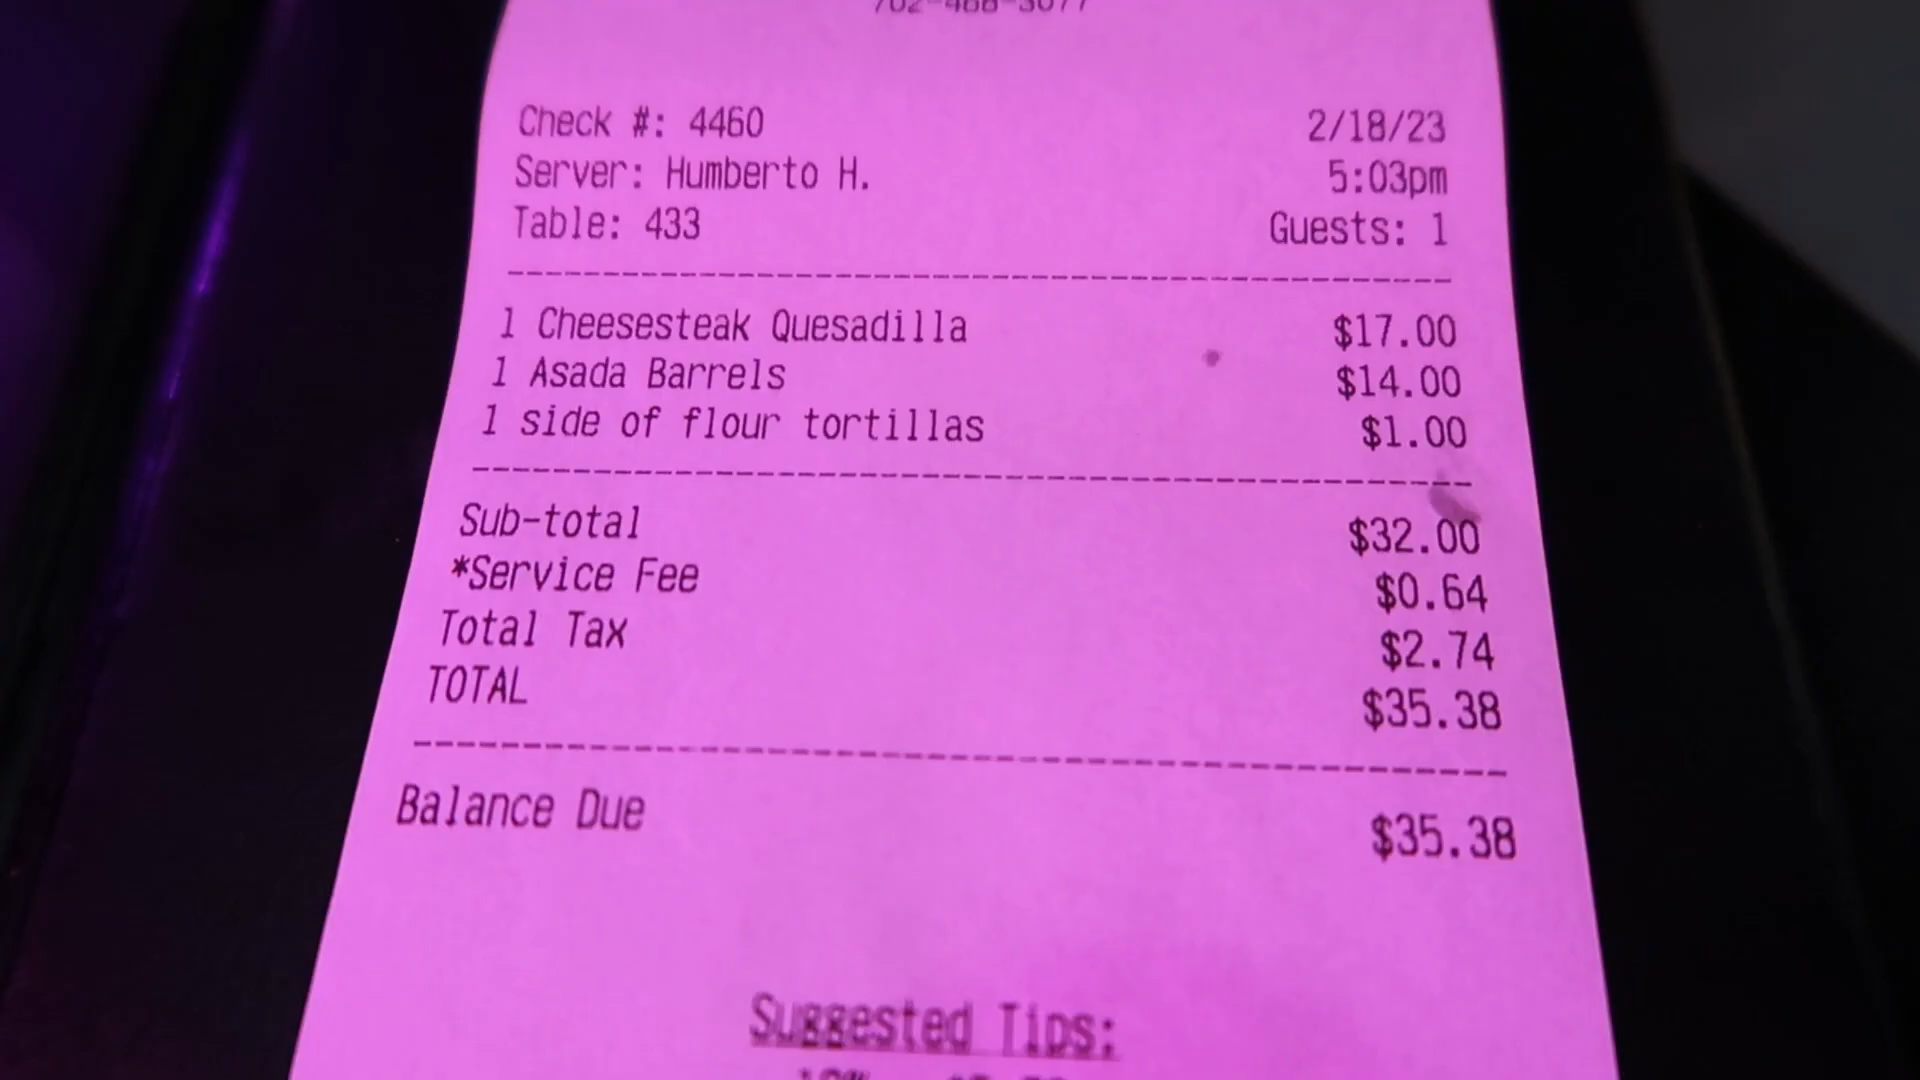 Check #: 4460 2/18/23
Server: Humberto H. 5:03pm
Table: 433 Guests: 1
1 Cheesesteak Quesadilla $17.00
1 Asada Barrels $14.00
1 side of flour tortillas $1.00
Sub-total $32.00
*Service Fee $0.64
Total Tax $2.74
TOTAL $35.38
Balance Due $35.38
Suggested Tips: